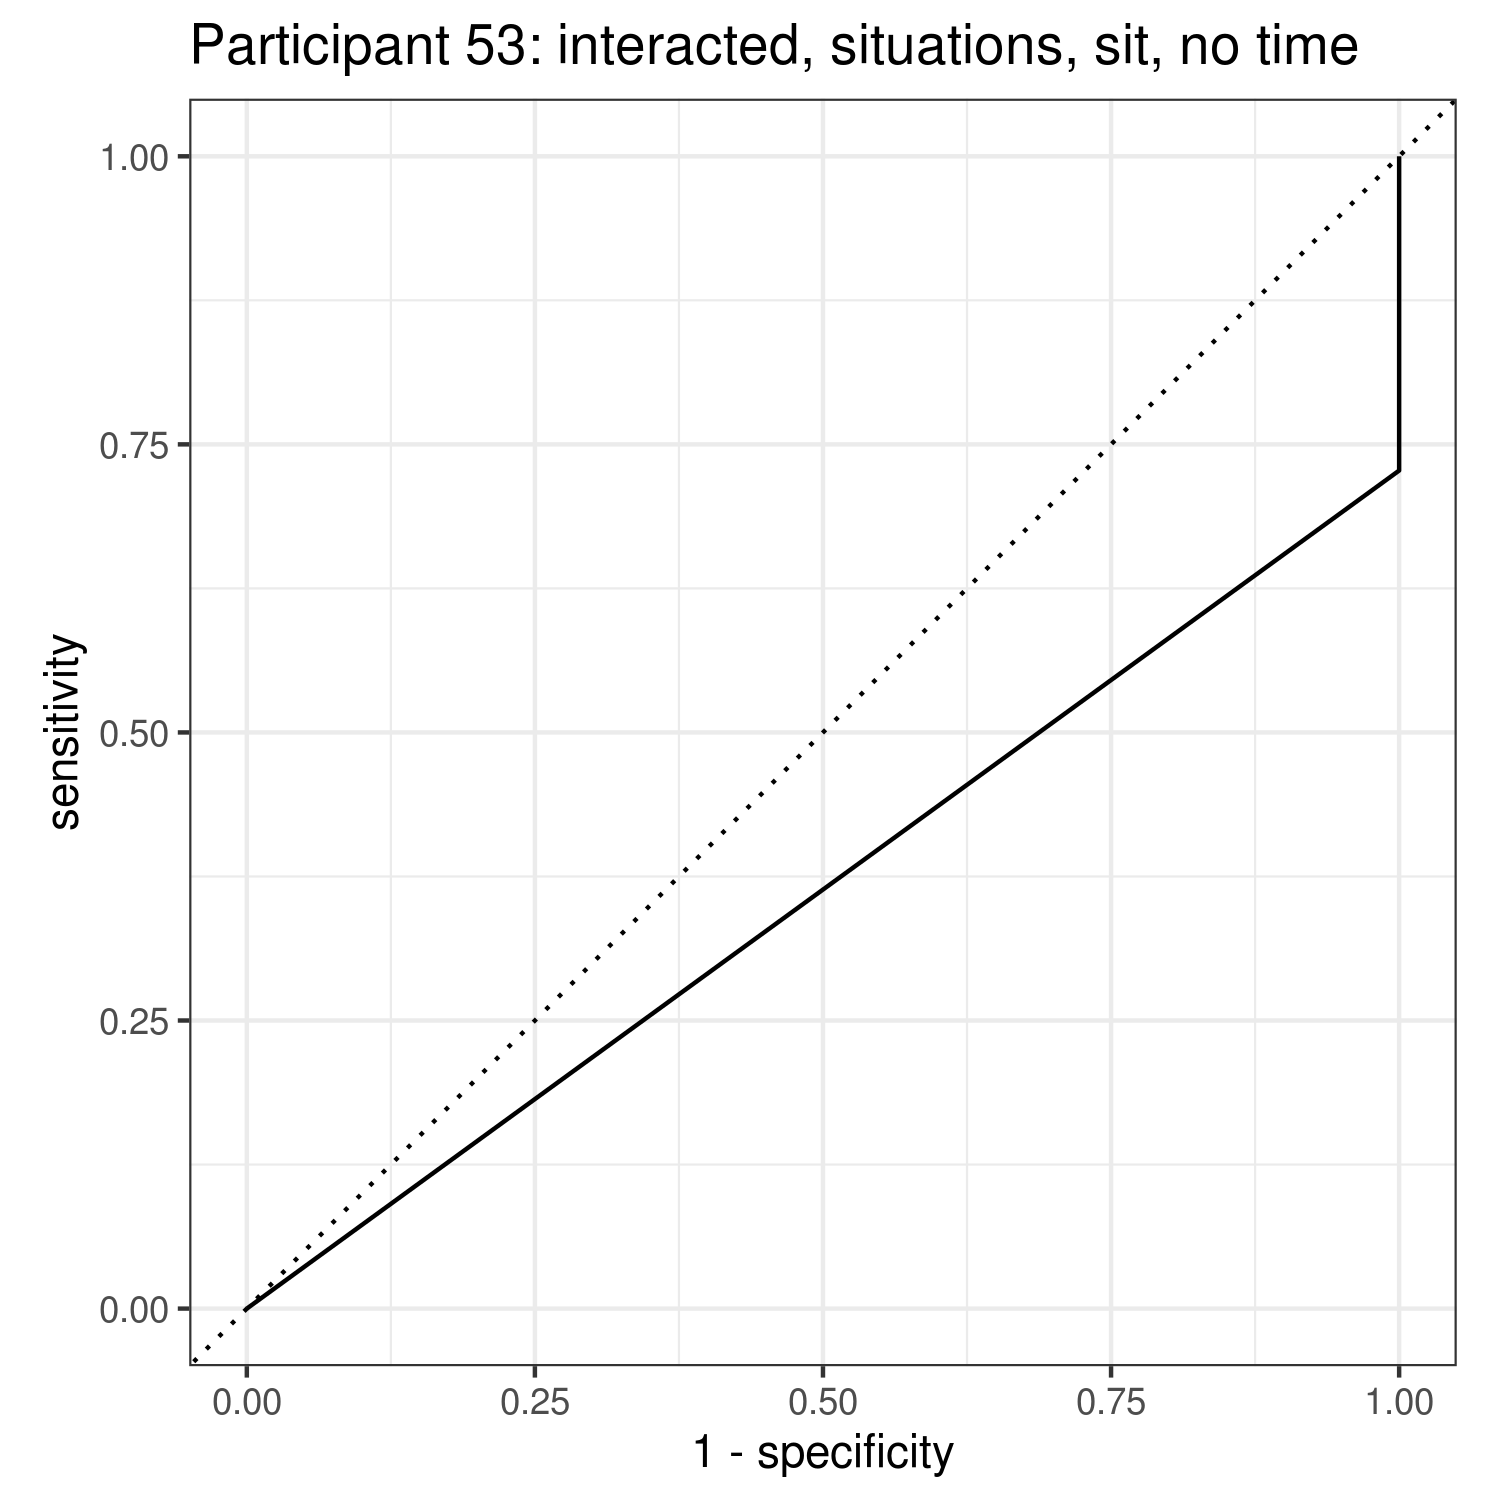 Participant 53: interacted, situations, sit, no time
1.00
0.75
0.50
0.25
0.00
sensitivity
0.00 0.25 0.50 0.75 1.00
1 - specificity